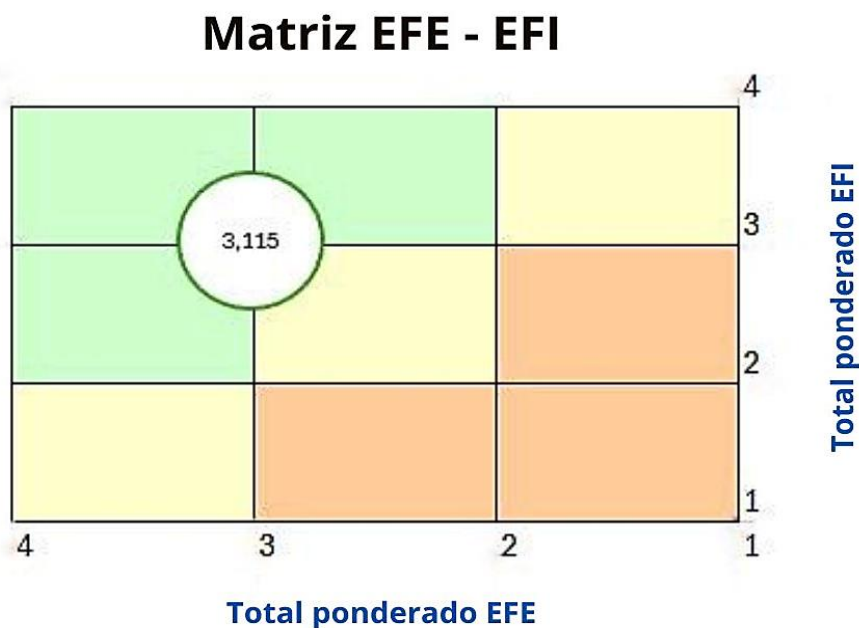 Matriz EFE - EFI
4
3
3,115
2
1
4 3 2 1
Total ponderado EFI
Total ponderado EFE